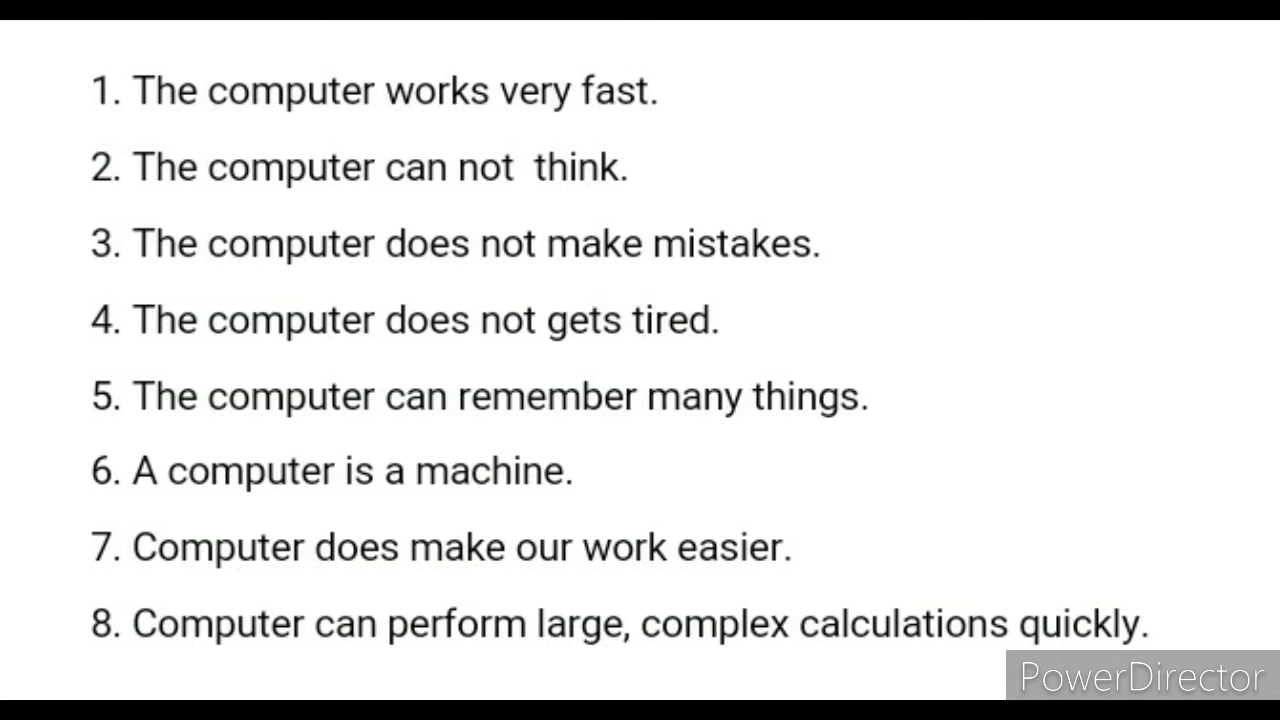 1. The computer works very fast.
2. The computer can not  think.
3. The computer does not make mistakes.
4. The computer does not gets tired.
5. The computer can remember many things.
6. A computer is a machine.
7. Computer does make our work easier.
8. Computer can perform large, complex calculations quickly.
PowerDirector